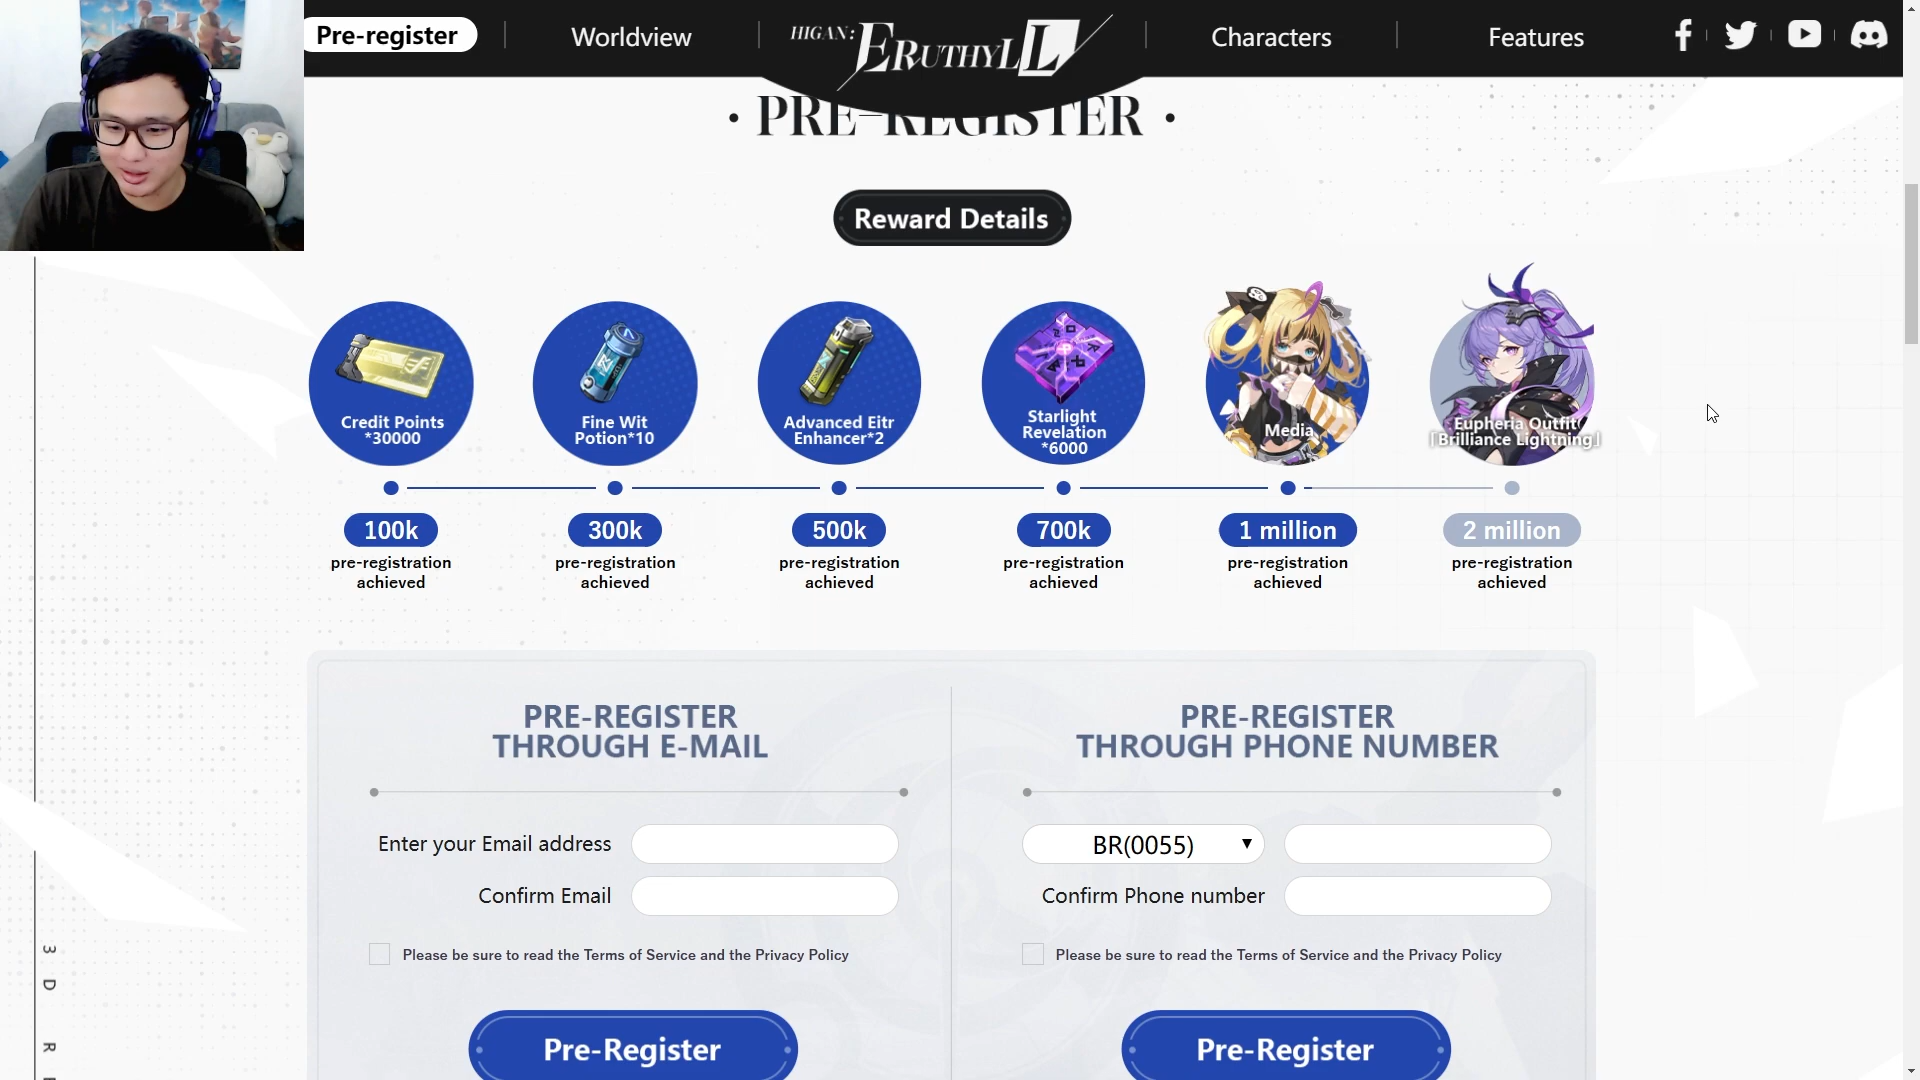 Pre-register
Worldview
HIGAN:
ERUTHYLL
Characters
Features
• PRE-REGISTER •
Reward Details
Credit Points
*30000
Fine Wit
Potion*10
Advanced Eitr
Enhancer*2
Starlight
Revelation
*6000
Media
Eupheria Outfit
「Brilliance Lightning」
100k
pre-registration
achieved
300k
pre-registration
achieved
500k
pre-registration
achieved
700k
pre-registration
achieved
1 million
pre-registration
achieved
2 million
pre-registration
achieved
PRE-REGISTER
THROUGH E-MAIL
Enter your Email address
Confirm Email
Please be sure to read the Terms of Service and the Privacy Policy
Pre-Register
PRE-REGISTER
THROUGH PHONE NUMBER
BR(0055)
Confirm Phone number
Please be sure to read the Terms of Service and the Privacy Policy
Pre-Register
3D R